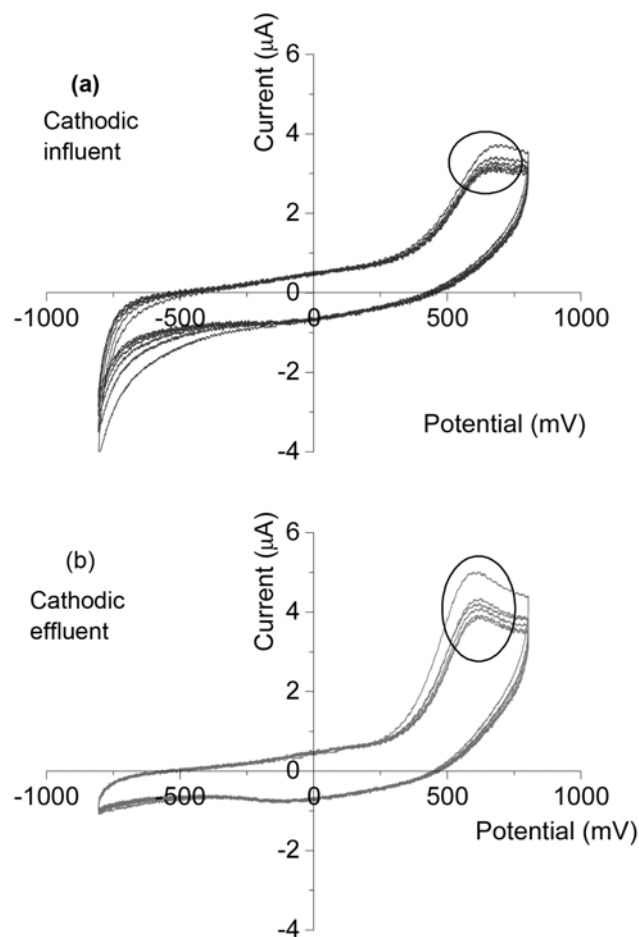 (a)
Cathodic
influent
Current (μA)
6
4
2
0
-2
-4
-1000
-500
0
500
1000
Potential (mV)
(b)
Cathodic
effluent
Current (μA)
6
4
2
0
-2
-4
-1000
-500
0
500
1000
Potential (mV)